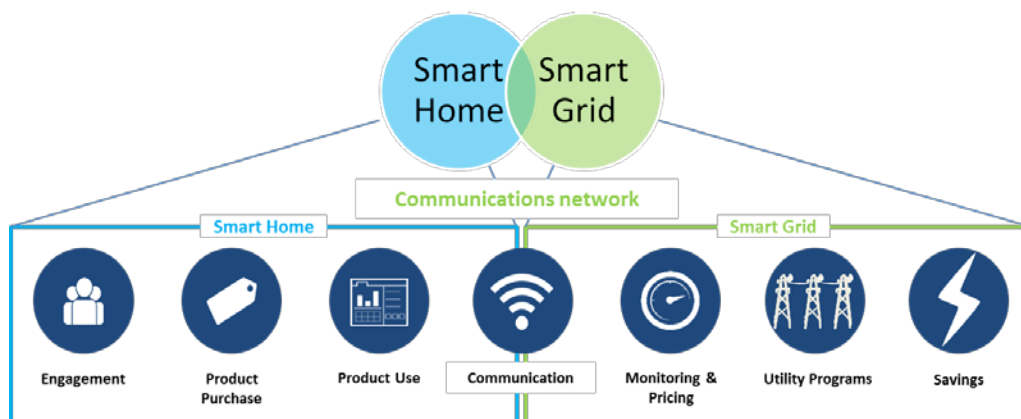 Smart
Home
Smart
Grid
Communications network
Smart Home
Smart Grid
Engagement
Product
Purchase
Product Use
Communication
Monitoring &
Pricing
Utility Programs
Savings